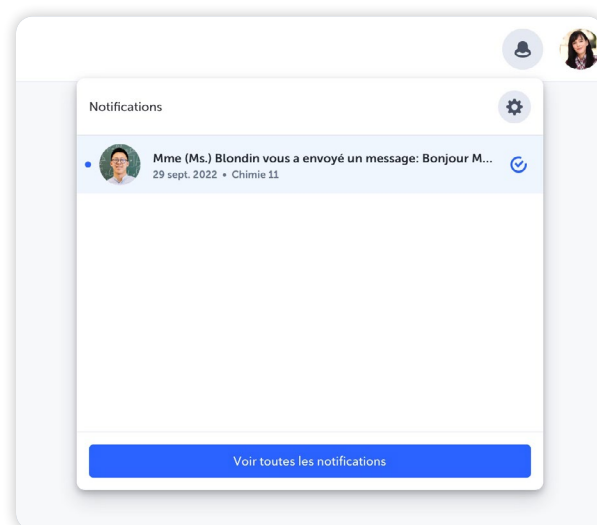 Notifications
Mme (Ms.) Blondin vous a envoyé un message: Bonjour M...
29 sept. 2022 • Chimie 11
Voir toutes les notifications